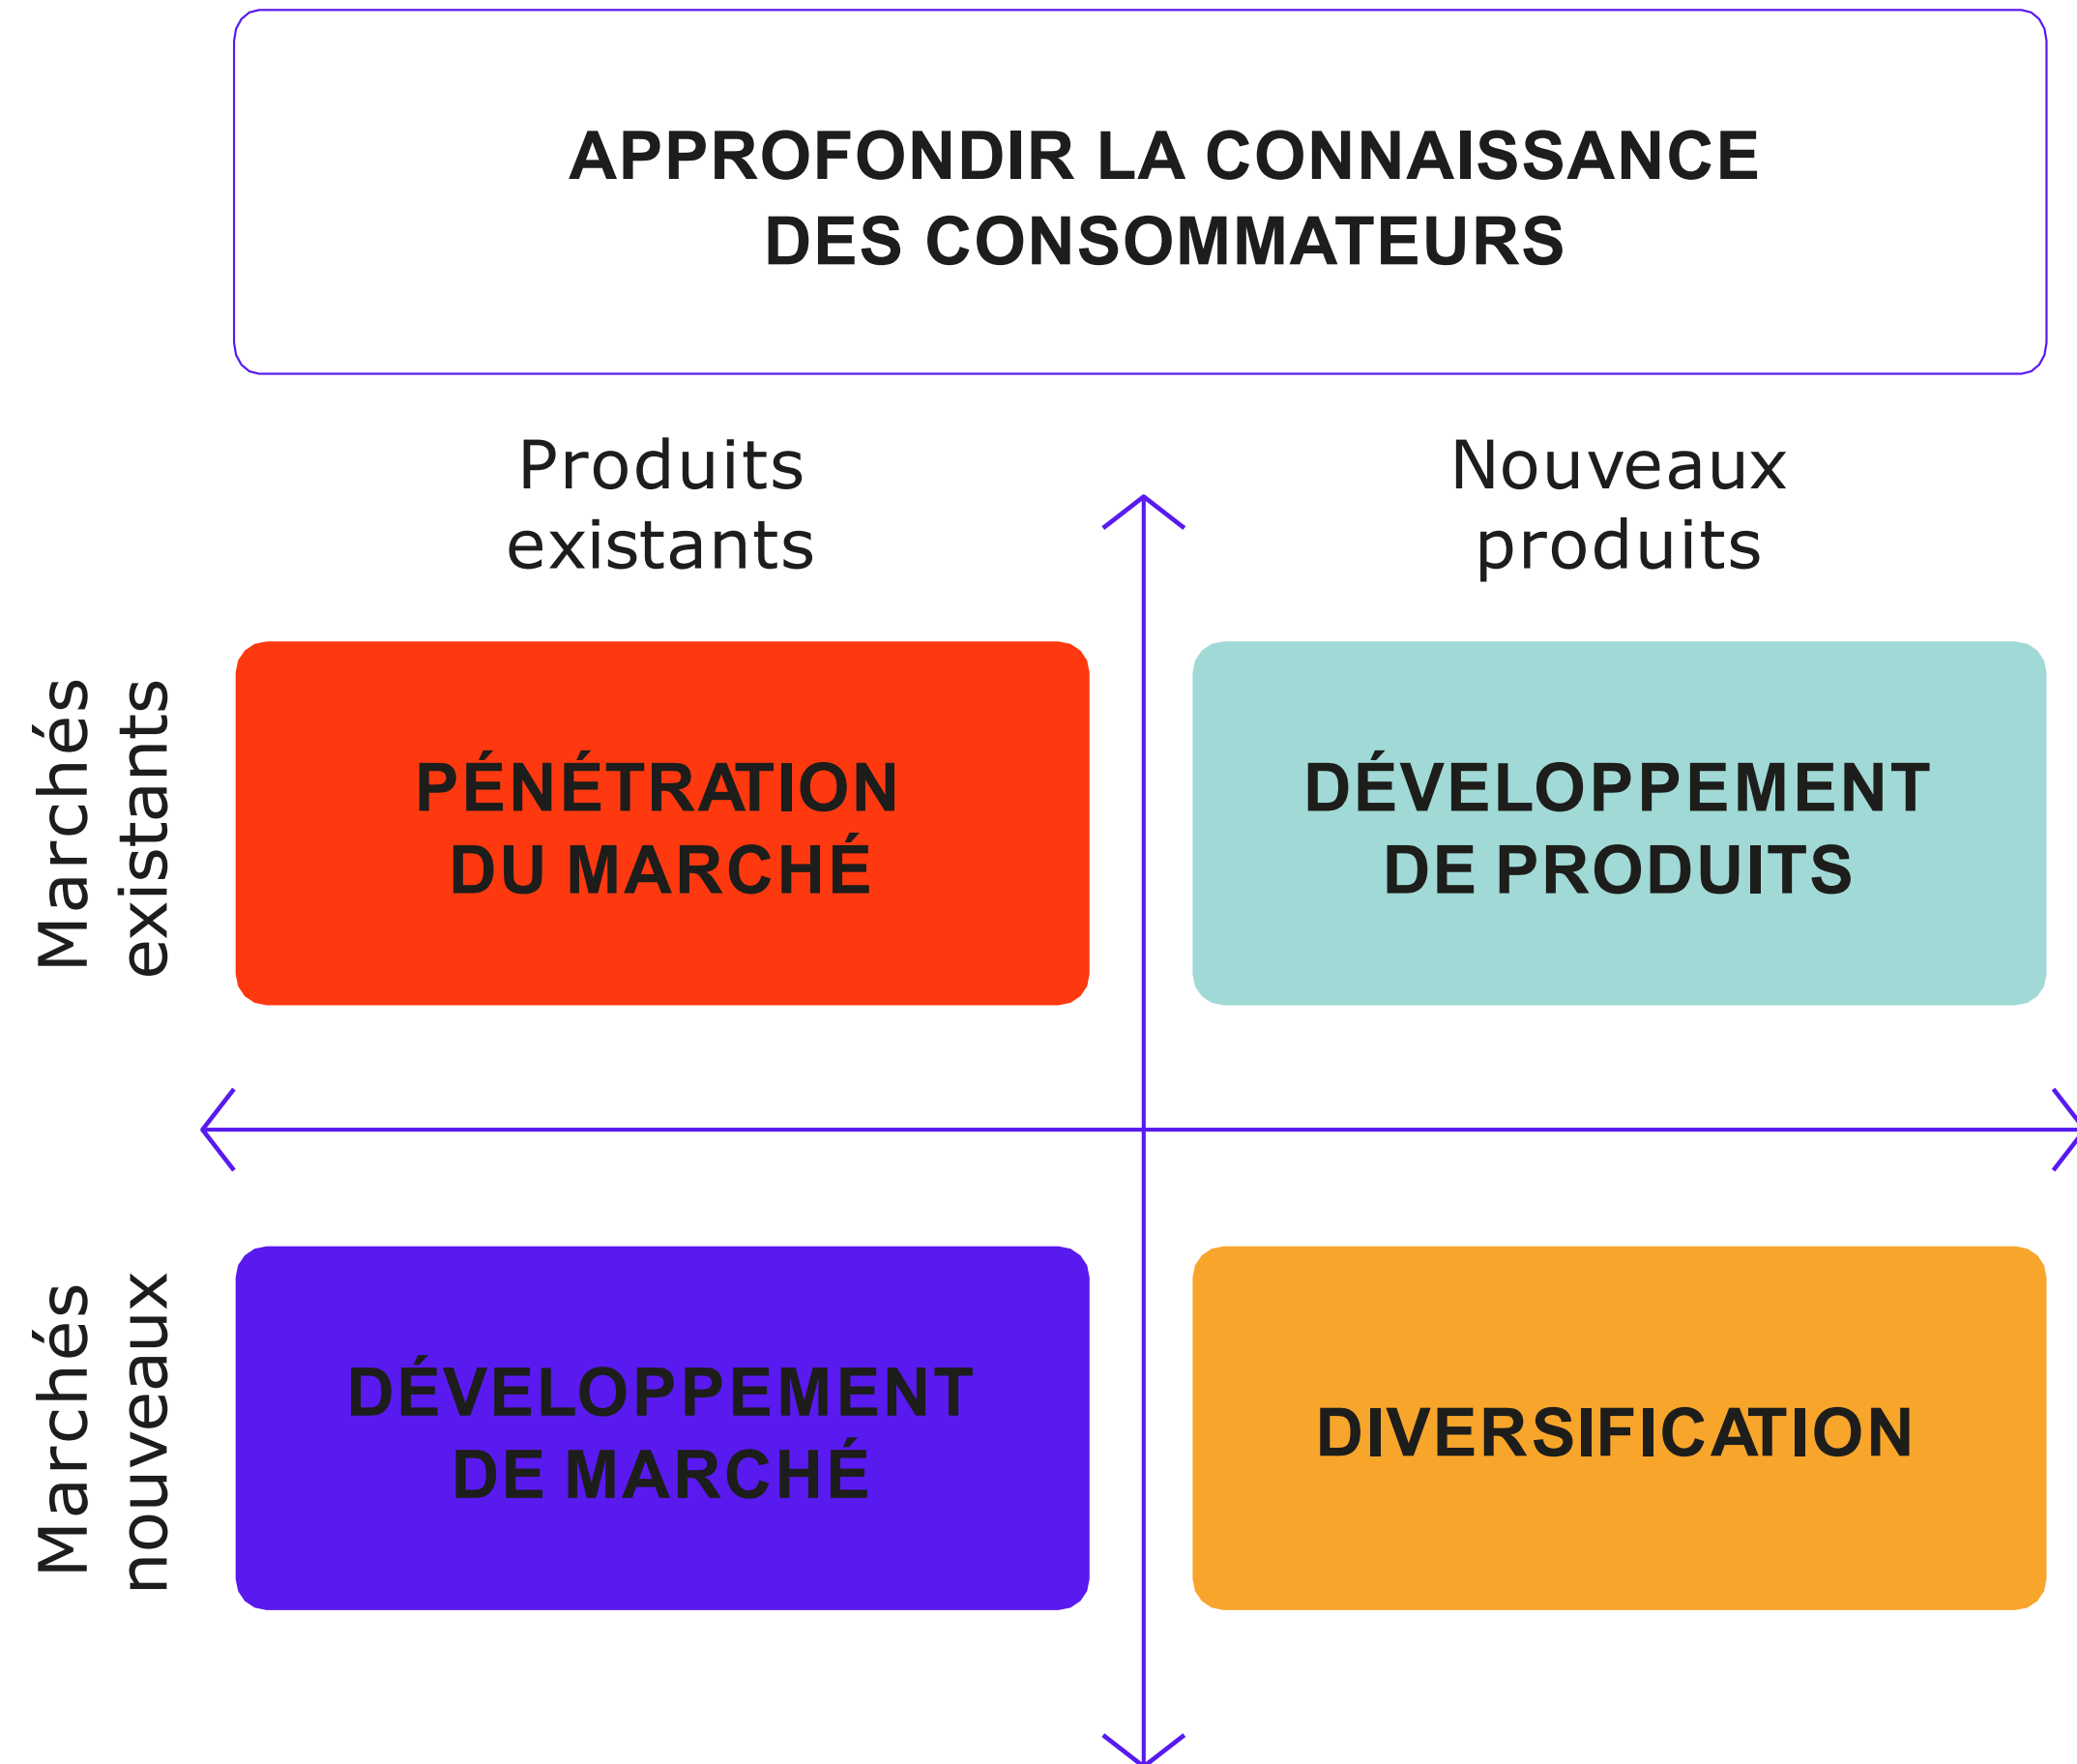 APPROFONDIR LA CONNAISSANCE
DES CONSOMMATEURS
Produits
existants
Nouveaux
produits
Marchés
existants
PÉNÉTRATION
DU MARCHÉ
DÉVELOPPEMENT
DE PRODUITS
Marchés
nouveaux
DÉVELOPPEMENT
DE MARCHÉ
DIVERSIFICATION